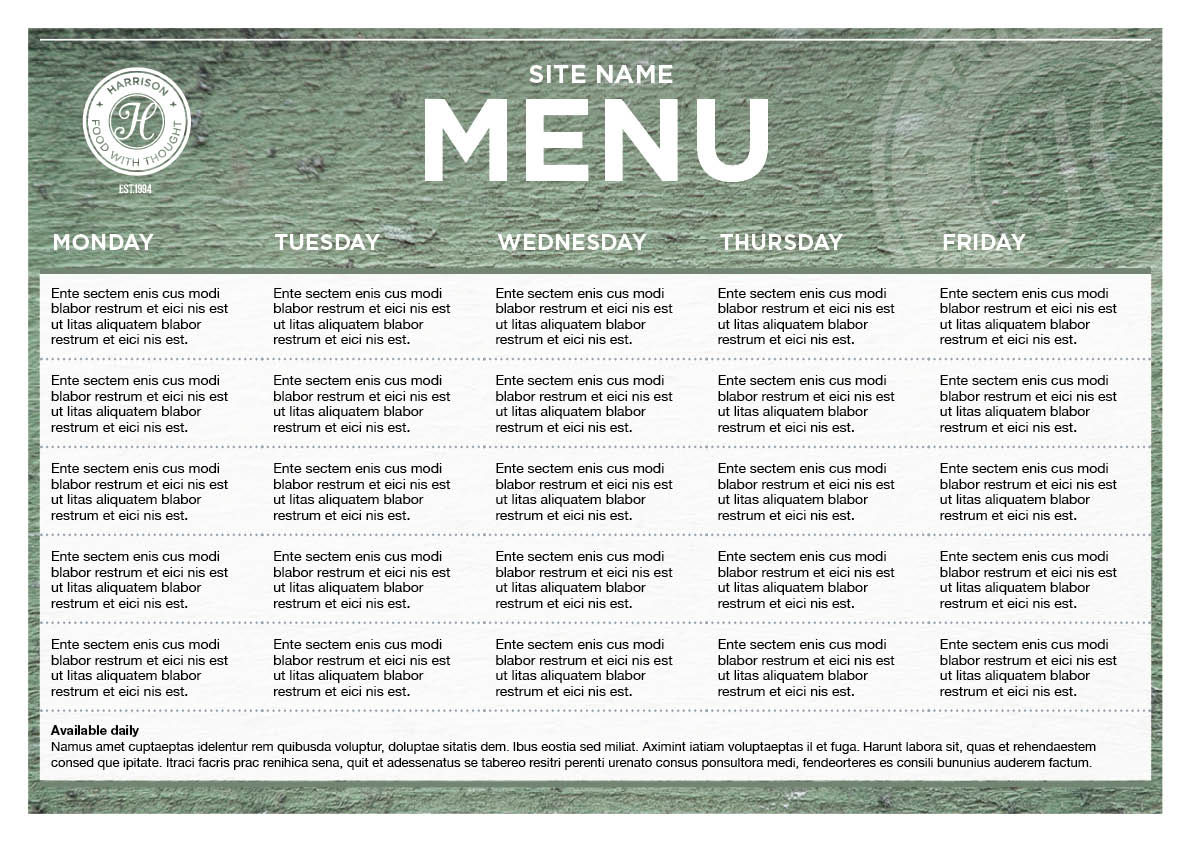 HARRISON
FOOD WITH THOUGHT
H
EST.1994
SITE NAME
MENU
MONDAY TUESDAY WEDNESDAY THURSDAY FRIDAY
Ente sectem enis cus modi Ente sectem enis cus modi Ente sectem enis cus modi Ente sectem enis cus modi Ente sectem enis cus modi
blabor restrum et eici nis est blabor restrum et eici nis est blabor restrum et eici nis est blabor restrum et eici nis est blabor restrum et eici nis est
ut litas aliquatem blabor ut litas aliquatem blabor ut litas aliquatem blabor ut litas aliquatem blabor ut litas aliquatem blabor
restrum et eici nis est. restrum et eici nis est. restrum et eici nis est. restrum et eici nis est. restrum et eici nis est.
Ente sectem enis cus modi Ente sectem enis cus modi Ente sectem enis cus modi Ente sectem enis cus modi Ente sectem enis cus modi
blabor restrum et eici nis est blabor restrum et eici nis est blabor restrum et eici nis est blabor restrum et eici nis est blabor restrum et eici nis est
ut litas aliquatem blabor ut litas aliquatem blabor ut litas aliquatem blabor ut litas aliquatem blabor ut litas aliquatem blabor
restrum et eici nis est. restrum et eici nis est. restrum et eici nis est. restrum et eici nis est. restrum et eici nis est.
Ente sectem enis cus modi Ente sectem enis cus modi Ente sectem enis cus modi Ente sectem enis cus modi Ente sectem enis cus modi
blabor restrum et eici nis est blabor restrum et eici nis est blabor restrum et eici nis est blabor restrum et eici nis est blabor restrum et eici nis est
ut litas aliquatem blabor ut litas aliquatem blabor ut litas aliquatem blabor ut litas aliquatem blabor ut litas aliquatem blabor
restrum et eici nis est. restrum et eici nis est. restrum et eici nis est. restrum et eici nis est. restrum et eici nis est.
Ente sectem enis cus modi Ente sectem enis cus modi Ente sectem enis cus modi Ente sectem enis cus modi Ente sectem enis cus modi
blabor restrum et eici nis est blabor restrum et eici nis est blabor restrum et eici nis est blabor restrum et eici nis est blabor restrum et eici nis est
ut litas aliquatem blabor ut litas aliquatem blabor ut litas aliquatem blabor ut litas aliquatem blabor ut litas aliquatem blabor
restrum et eici nis est. restrum et eici nis est. restrum et eici nis est. restrum et eici nis est. restrum et eici nis est.
Ente sectem enis cus modi Ente sectem enis cus modi Ente sectem enis cus modi Ente sectem enis cus modi Ente sectem enis cus modi
blabor restrum et eici nis est blabor restrum et eici nis est blabor restrum et eici nis est blabor restrum et eici nis est blabor restrum et eici nis est
ut litas aliquatem blabor ut litas aliquatem blabor ut litas aliquatem blabor ut litas aliquatem blabor ut litas aliquatem blabor
restrum et eici nis est. restrum et eici nis est. restrum et eici nis est. restrum et eici nis est. restrum et eici nis est.
Available daily
Namus amet cuptaeptas idelentur rem quibusda voluptur, doluptae sitatis dem. Ibus eostia sed miliat. Aximint iatiam voluptaeptas il et fuga. Harunt labora sit, quas et rehendaestem
consed que ipitate. Itraci facris prac renihica sena, quit et adessenatus se tabereo resitri perenti urenato consus ponsultora medi, fendeorteres es consili bununius auderem factum.